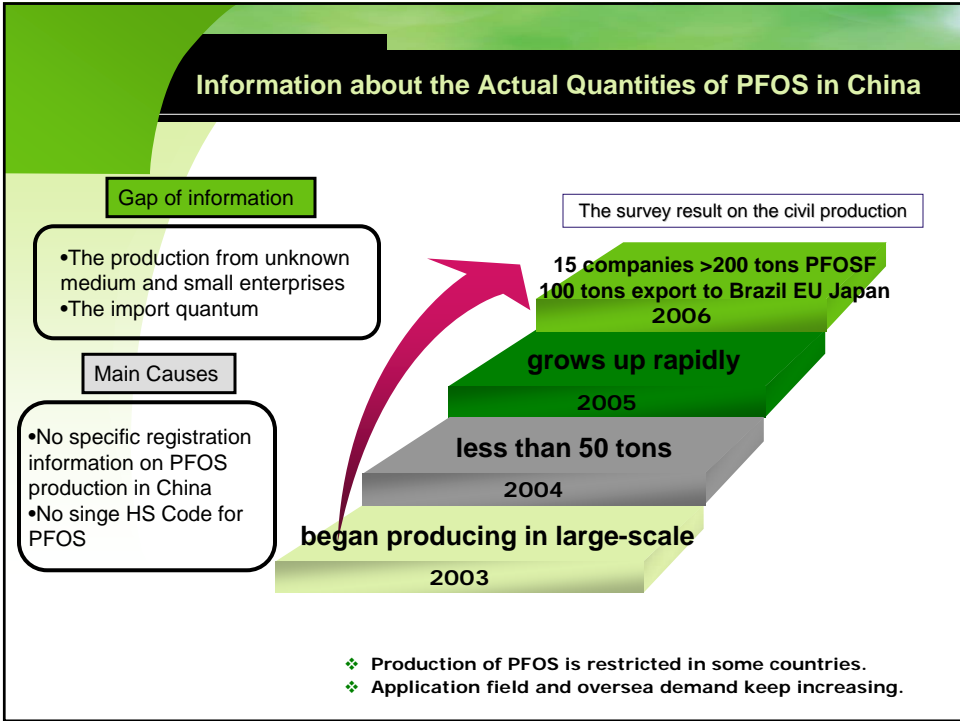 Information about the Actual Quantities of PFOS in China
Gap of information
•The production from unknown
medium and small enterprises
•The import quantum
Main Causes
•No specific registration
information on PFOS
production in China
•No singe HS Code for
PFOS
The survey result on the civil production
15 companies >200 tons PFOSF
100 tons export to Brazil EU Japan
2006
grows up rapidly
2005
less than 50 tons
2004
began producing in large-scale
2003
❖ Production of PFOS is restricted in some countries.
❖ Application field and oversea demand keep increasing.